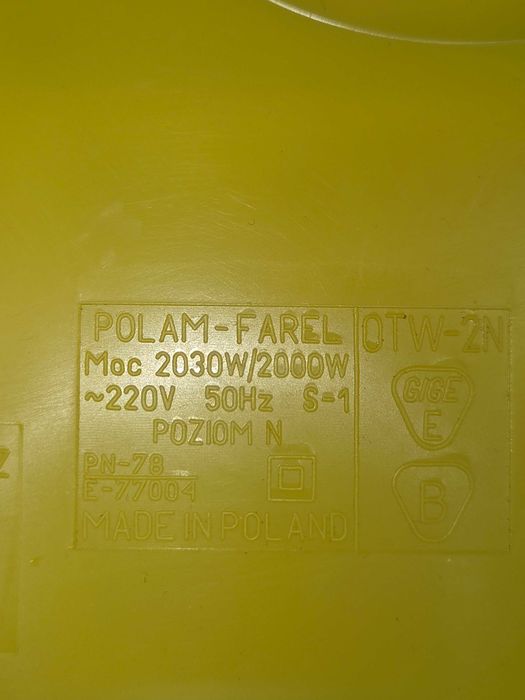 POLAM-FAREL
Moc 2030W/2000W
~220V 50Hz S-1
POZIOM N
PN-78
E-77004
MADE IN POLAND
OTW-2N
GIGE
E
B